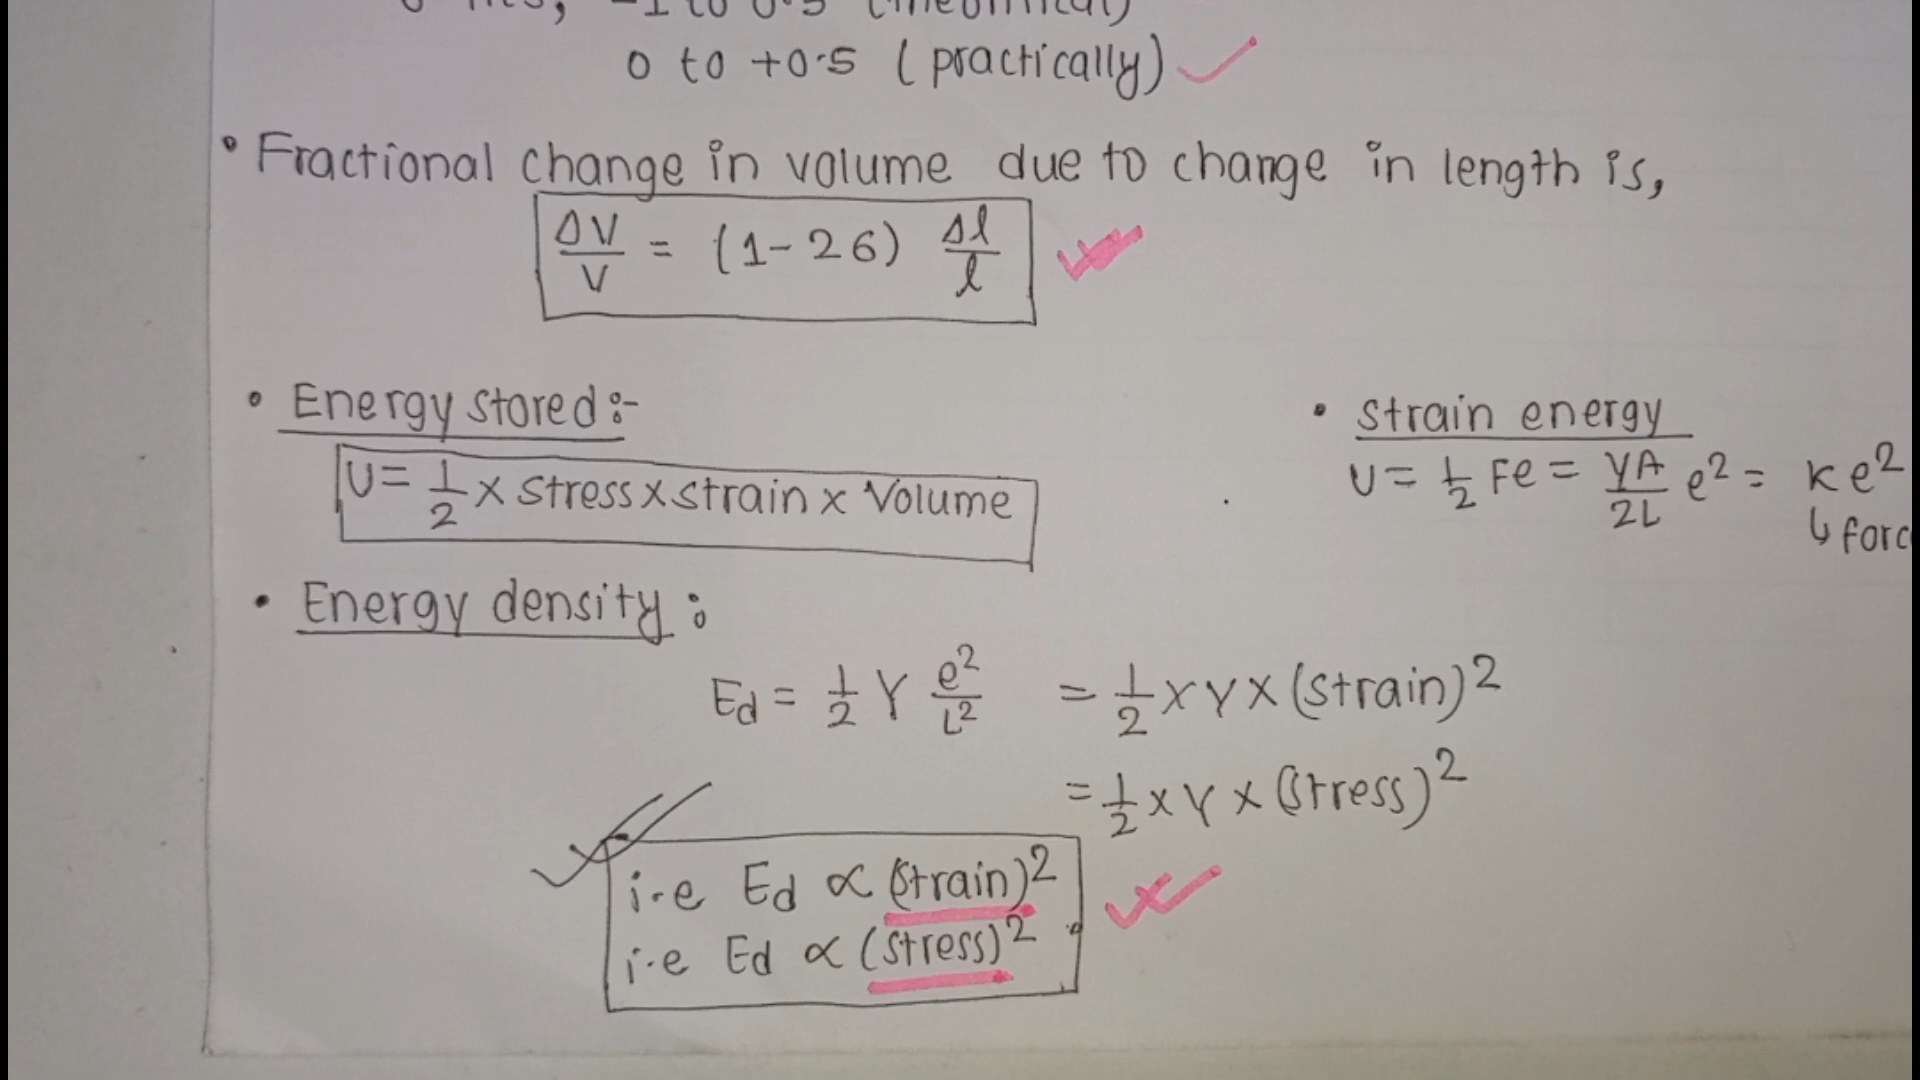 0 to +0.5 (practically)
• Fractional change in volume due to change in length is,
ΔV/V = (1-2σ) Δl/l
• Energy stored :-
U = 1/2 x stress x strain x Volume
• strain energy
U = 1/2 Fe = YA/2L e² = Ke²
↳ forc
• Energy density :
Ed = 1/2 Y e²/L² = 1/2 x Y x (strain)²
= 1/2 x Y x (stress)²
i.e Ed ∝ (strain)²
i.e Ed ∝ (stress)²